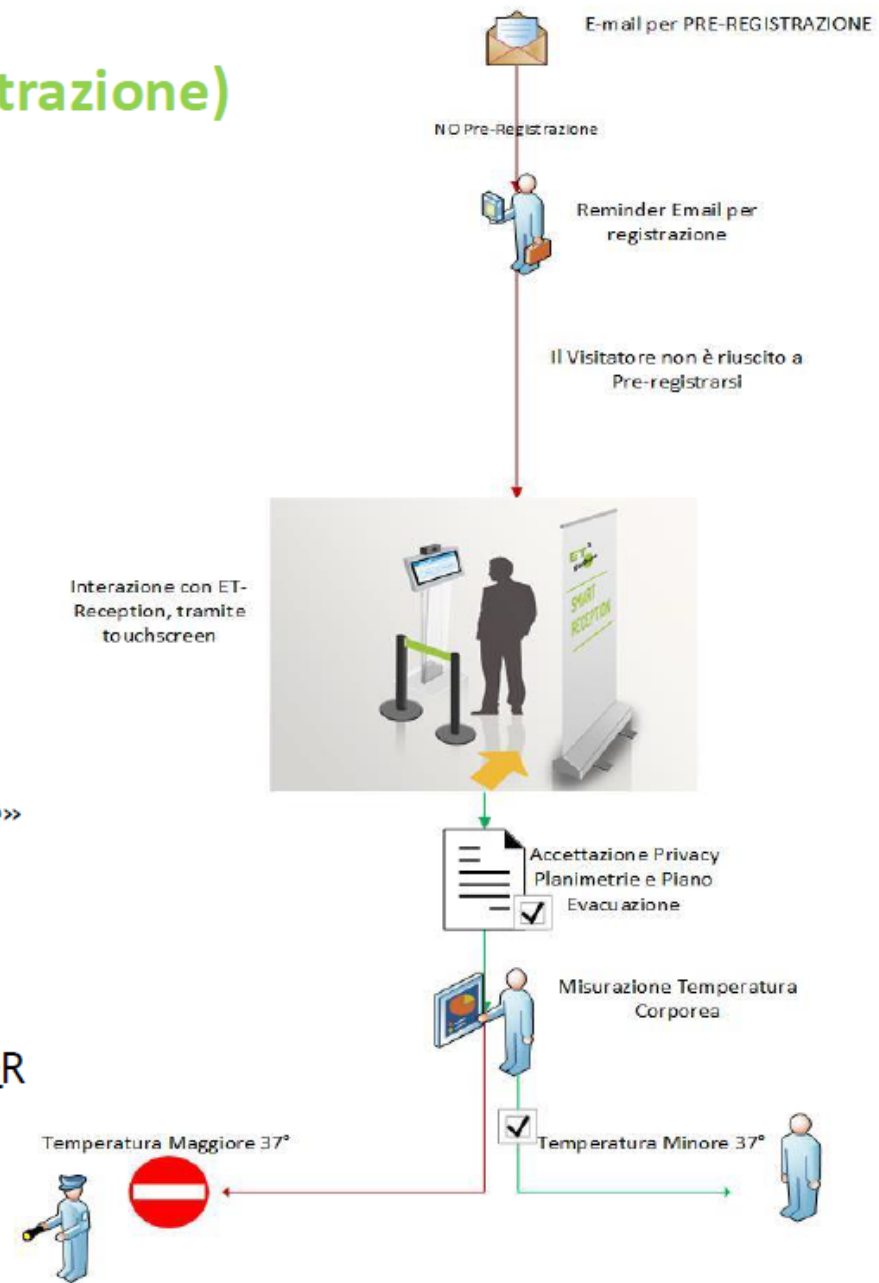 E-mail per PRE-REGISTRAZIONE
trazione)
NO Pre-Registrazione
Reminder Email per
registrazione
Il Visitatore non è riuscito a
Pre-registrarsi
Interazione con ET-
Reception, tramite
touchscreen
ET
SMART
RECEPTION
»
Accettazione Privacy
Planimetrie e Piano
Evacuazione
Misurazione Temperatura
Corporea
R
Temperatura Maggiore 37°
Temperatura Minore 37°